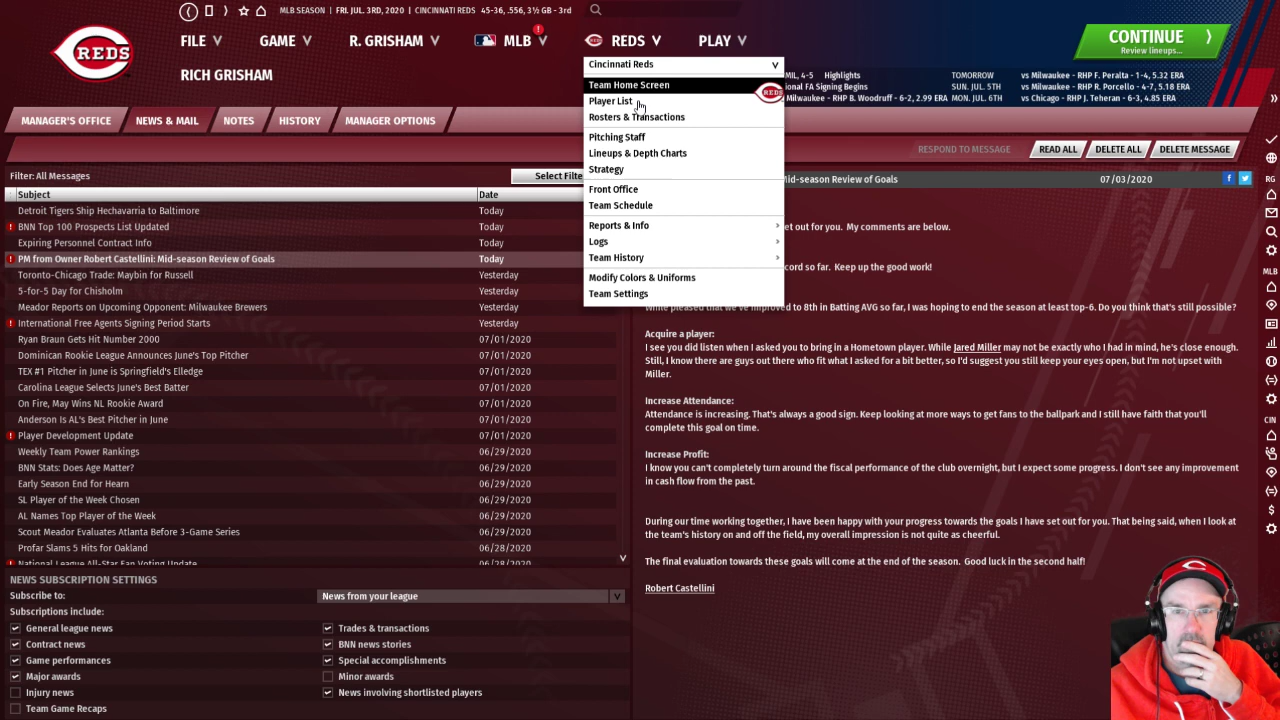 MLB SEASON | FRI. JUL. 3RD, 2020 | CINCINNATI REDS 45-36, .556, 3½ GB - 3rd
REDS
FILE GAME R. GRISHAM MLB ! REDS PLAY
CONTINUE
Review lineups...
RICH GRISHAM
Cincinnati Reds
Team Home Screen
Player List
Rosters & Transactions
Pitching Staff
Lineups & Depth Charts
Strategy
Front Office
Team Schedule
Reports & Info
Logs
Team History
Modify Colors & Uniforms
Team Settings
REDS
MIL, 4-5 Highlights
ional FA Signing Begins
Milwaukee - RHP B. Woodruff - 6-2, 2.99 ERA
TOMORROW vs Milwaukee - RHP F. Peralta - 1-4, 5.32 ERA
SUN. JUL. 5TH vs Milwaukee - RHP R. Porcello - 4-7, 5.18 ERA
MON. JUL. 6TH vs Chicago - RHP J. Teheran - 6-3, 4.85 ERA
MANAGER'S OFFICE NEWS & MAIL NOTES HISTORY MANAGER OPTIONS
RESPOND TO MESSAGE READ ALL DELETE ALL DELETE MESSAGE
Filter: All Messages Select Filte
Subject Date
Detroit Tigers Ship Hechavarria to Baltimore Today
! BNN Top 100 Prospects List Updated Today
Expiring Personnel Contract Info Today
! PM from Owner Robert Castellini: Mid-season Review of Goals Today
Toronto-Chicago Trade: Maybin for Russell Yesterday
5-for-5 Day for Chisholm Yesterday
Meador Reports on Upcoming Opponent: Milwaukee Brewers Yesterday
! International Free Agents Signing Period Starts Yesterday
Ryan Braun Gets Hit Number 2000 07/01/2020
Dominican Rookie League Announces June's Top Pitcher 07/01/2020
TEX #1 Pitcher in June is Springfield's Elledge 07/01/2020
Carolina League Selects June's Best Batter 07/01/2020
On Fire, May Wins NL Rookie Award 07/01/2020
Anderson Is AL's Best Pitcher in June 07/01/2020
! Player Development Update 07/01/2020
Weekly Team Power Rankings 06/29/2020
BNN Stats: Does Age Matter? 06/29/2020
Early Season End for Hearn 06/29/2020
SL Player of the Week Chosen 06/29/2020
AL Names Top Player of the Week 06/29/2020
Scout Meador Evaluates Atlanta Before 3-Game Series 06/29/2020
Profar Slams 5 Hits for Oakland 06/28/2020
! National League All-Star Fan Voting Update 06/28/2020
Mid-season Review of Goals 07/03/2020
et out for you. My comments are below.
cord so far. Keep up the good work!
While pleased that we've improved to 8th in Batting AVG so far, I was hoping to end the season at least top-6. Do you think that's still possible?
Acquire a player:
I see you did listen when I asked you to bring in a Hometown player. While Jared Miller may not be exactly who I had in mind, he's close enough.
Still, I know there are guys out there who fit what I asked for a bit better, so I'd suggest you still keep your eyes open, but I'm not upset with
Miller.
Increase Attendance:
Attendance is increasing. That's always a good sign. Keep looking at more ways to get fans to the ballpark and I still have faith that you'll
complete this goal on time.
Increase Profit:
I know you can't completely turn around the fiscal performance of the club overnight, but I expect some progress. I don't see any improvement
in cash flow from the past.
During our time working together, I have been happy with your progress towards the goals I have set out for you. That being said, when I look at
the team's history on and off the field, my overall impression is not quite as cheerful.
The final evaluation towards these goals will come at the end of the season. Good luck in the second half!
Robert Castellini
NEWS SUBSCRIPTION SETTINGS
Subscribe to: News from your league
Subscriptions include:
General league news Trades & transactions
Contract news BNN news stories
Game performances Special accomplishments
Major awards Minor awards
Injury news News involving shortlisted players
Team Game Recaps
RG
MLB
CIN